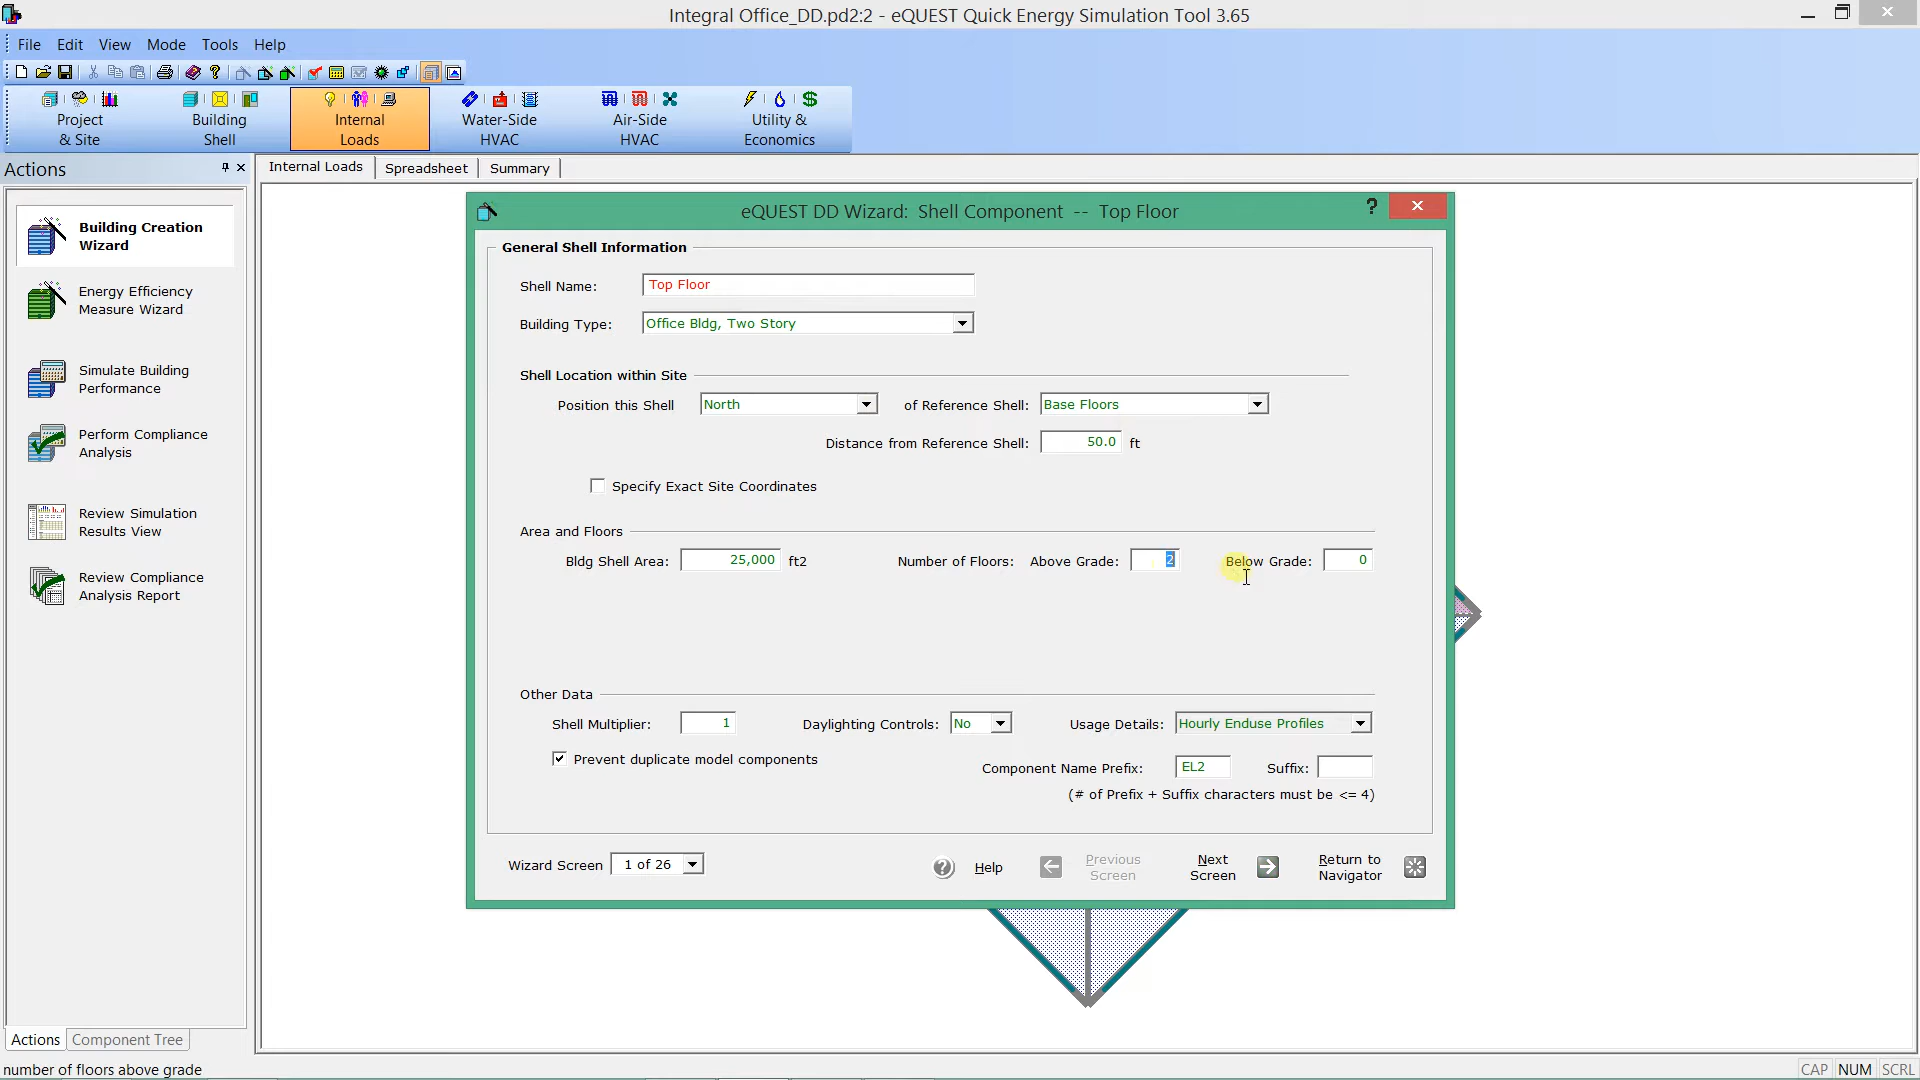 Integral Office_DD.pd2:2 - eQUEST Quick Energy Simulation Tool 3.65
File Edit View Mode Tools Help
Project & Site
Building Shell
Internal Loads
Water-Side HVAC
Air-Side HVAC
Utility & Economics
Actions
Internal Loads Spreadsheet Summary
Building Creation Wizard
Energy Efficiency Measure Wizard
Simulate Building Performance
Perform Compliance Analysis
Review Simulation Results View
Review Compliance Analysis Report
eQUEST DD Wizard: Shell Component -- Top Floor
General Shell Information
Shell Name: Top Floor
Building Type: Office Bldg, Two Story
Shell Location within Site
Position this Shell North of Reference Shell: Base Floors
Distance from Reference Shell: 50.0 ft
Specify Exact Site Coordinates
Area and Floors
Bldg Shell Area: 25,000 ft2 Number of Floors: Above Grade: 2 Below Grade: 0
Other Data
Shell Multiplier: 1 Daylighting Controls: No Usage Details: Hourly Enduse Profiles
Prevent duplicate model components
Component Name Prefix: EL2 Suffix:
(# of Prefix + Suffix characters must be <= 4)
Wizard Screen 1 of 26 Help Previous Screen Next Screen Return to Navigator
Actions Component Tree
number of floors above grade
CAP NUM SCRL